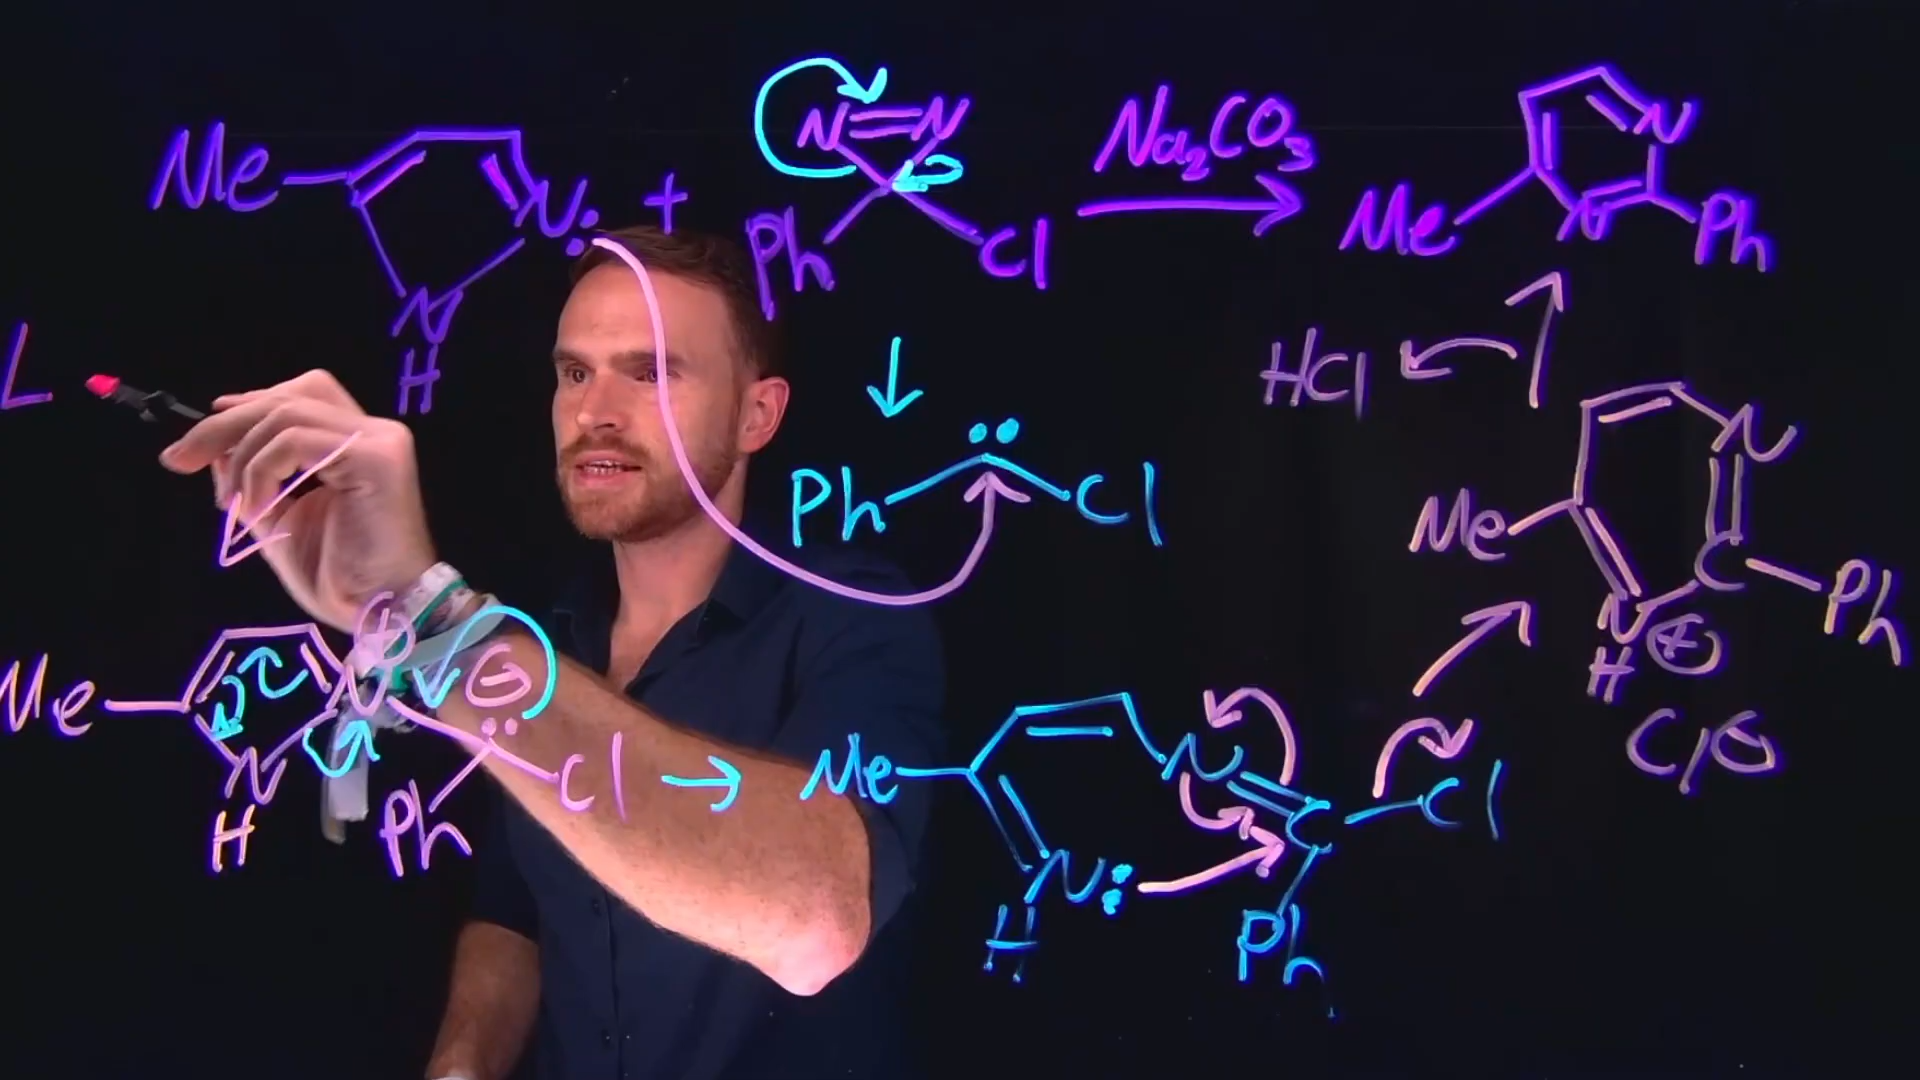 Me N: N H + N=N Ph Cl Na₂CO₃ Me N N Ph
L
Ph Cl HCl
Me N C Ph N H ⊕ Cl⊖
Me N⊕ ⊖ N H Ph Cl → Me N C Cl N: H Ph